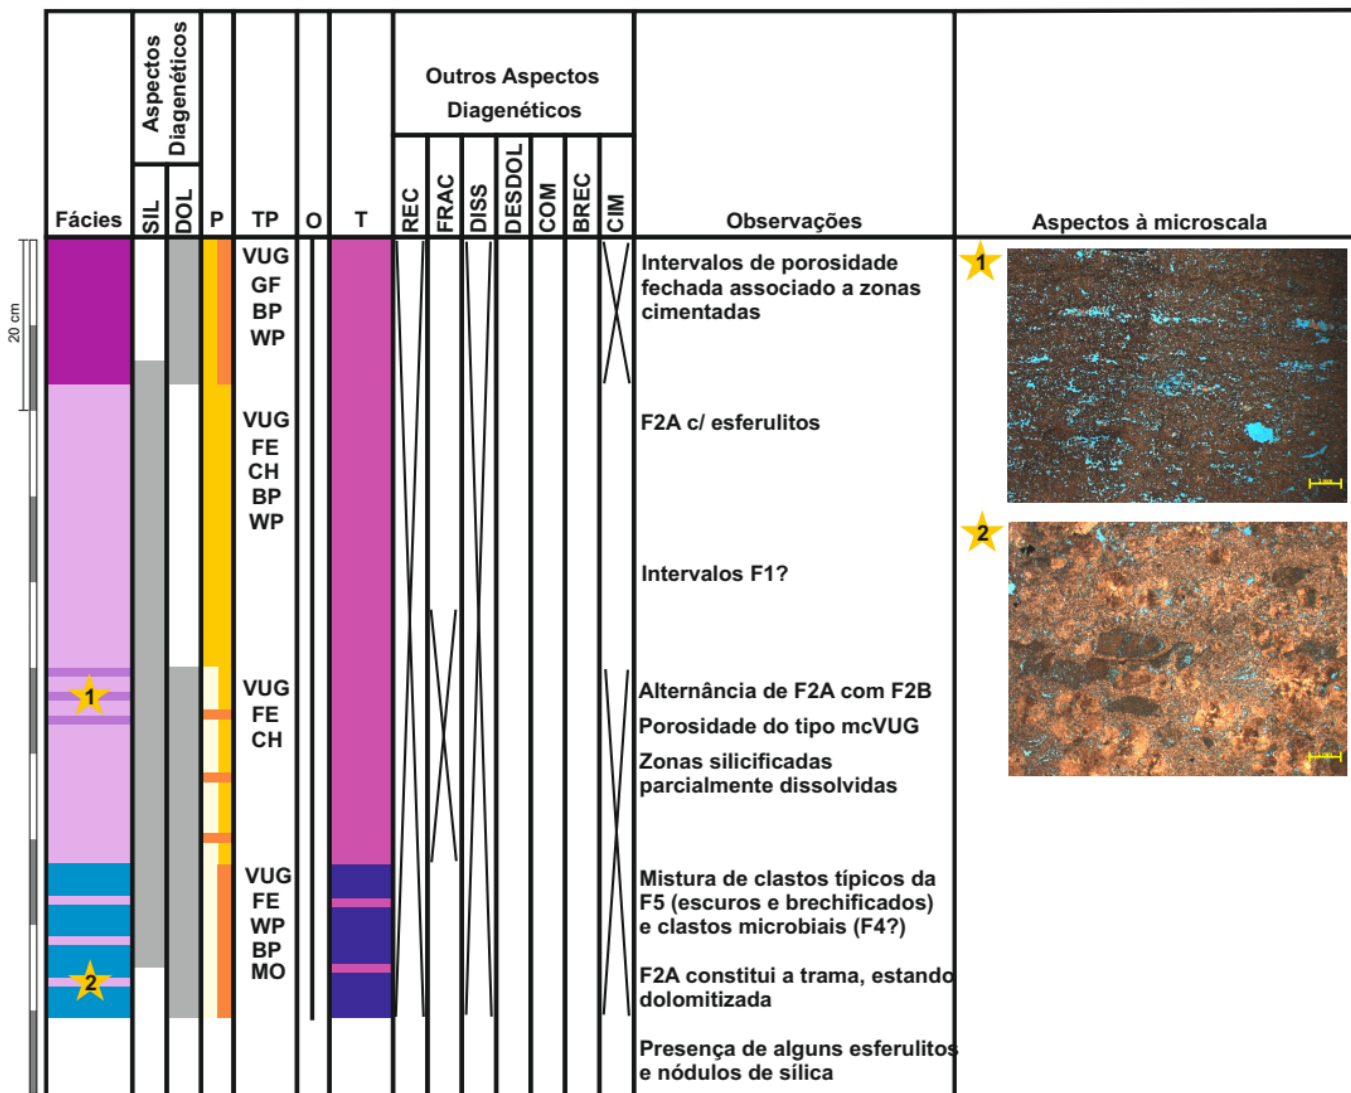 Aspectos
Diagenéticos
Outros Aspectos
Diagenéticos
Fácies
SIL
DOL
P
TP
O
T
REC
FRAC
DISS
DESDOL
COM
BREC
CIM
Observações
Aspectos à microscala
20 cm
VUG
GF
BP
WP
Intervalos de porosidade
fechada associado a zonas
cimentadas
1
VUG
FE
CH
BP
WP
F2A c/ esferulitos
2
Intervalos F1?
1
VUG
FE
CH
Alternância de F2A com F2B
Porosidade do tipo mcVUG
Zonas silicificadas
parcialmente dissolvidas
VUG
FE
WP
BP
MO
Mistura de clastos típicos da
F5 (escuros e brechificados)
e clastos microbiais (F4?)
2
F2A constitui a trama, estando
dolomitizada
Presença de alguns esferulitos
e nódulos de sílica